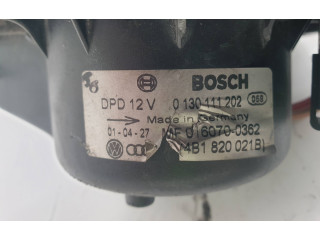 BOSCH
DPD 12 V 0 130 111 202 068
Made in Germany
01-04-27 MF 016070-0362
4B1 820 021B